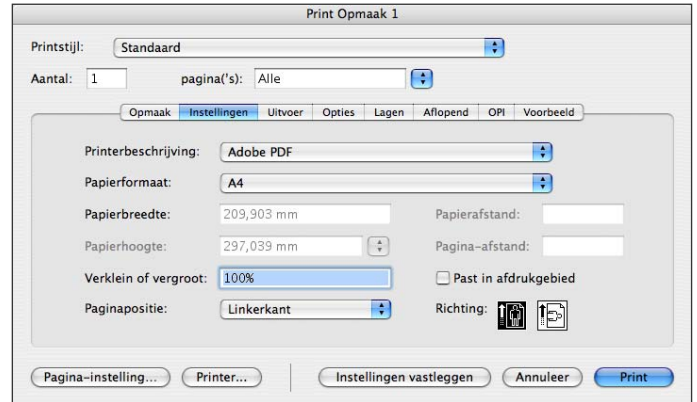 Print Opmaak 1
Printstijl: Standaard
Aantal: 1 pagina('s): Alle
Opmaak Instellingen Uitvoer Opties Lagen Aflopend OPI Voorbeeld
Printerbeschrijving: Adobe PDF
Papierformaat: A4
Papierbreedte: 209,903 mm Papierafstand:
Papierhoogte: 297,039 mm Pagina-afstand:
Verklein of vergroot: 100% Past in afdrukgebied
Paginapositie: Linkerkant Richting:
Pagina-instelling... Printer... Instellingen vastleggen Annuleer Print